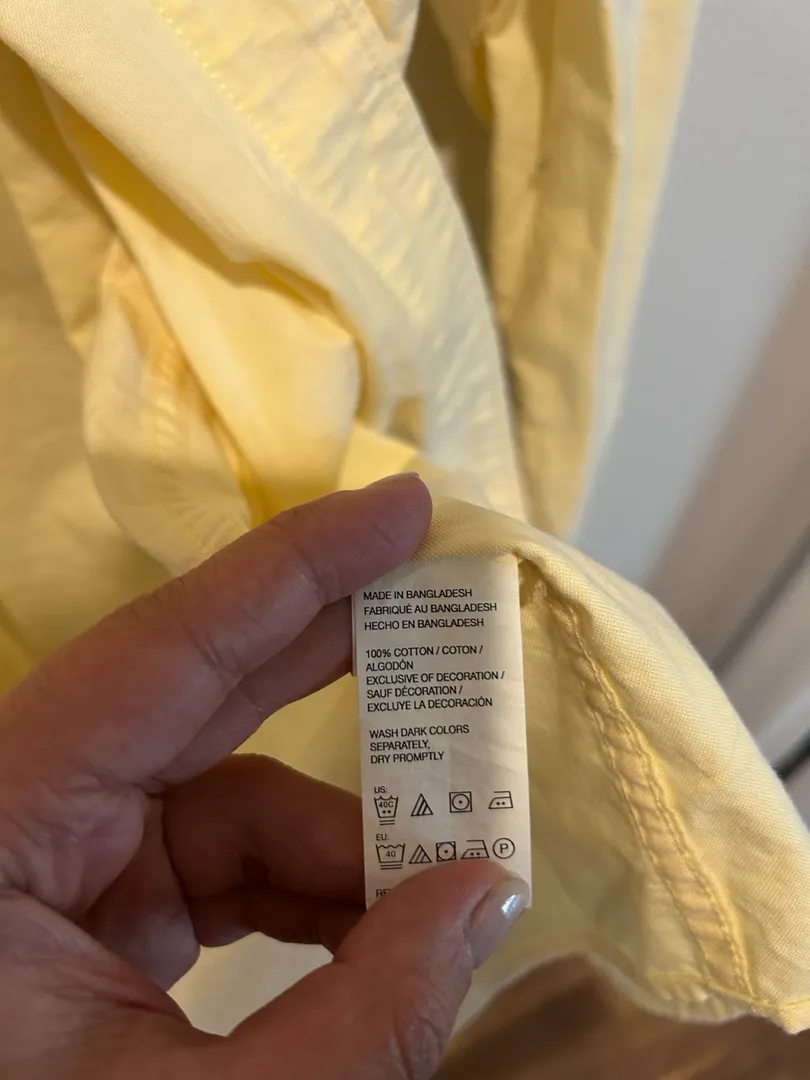 MADE IN BANGLADESH
FABRIQUÉ AU BANGLADESH
HECHO EN BANGLADESH
100% COTTON / COTON /
ALGODÓN
EXCLUSIVE OF DECORATION /
SAUF DÉCORATION /
EXCLUYE LA DECORACIÓN
WASH DARK COLORS
SEPARATELY,
DRY PROMPTLY
US:
40C
EU:
40 P